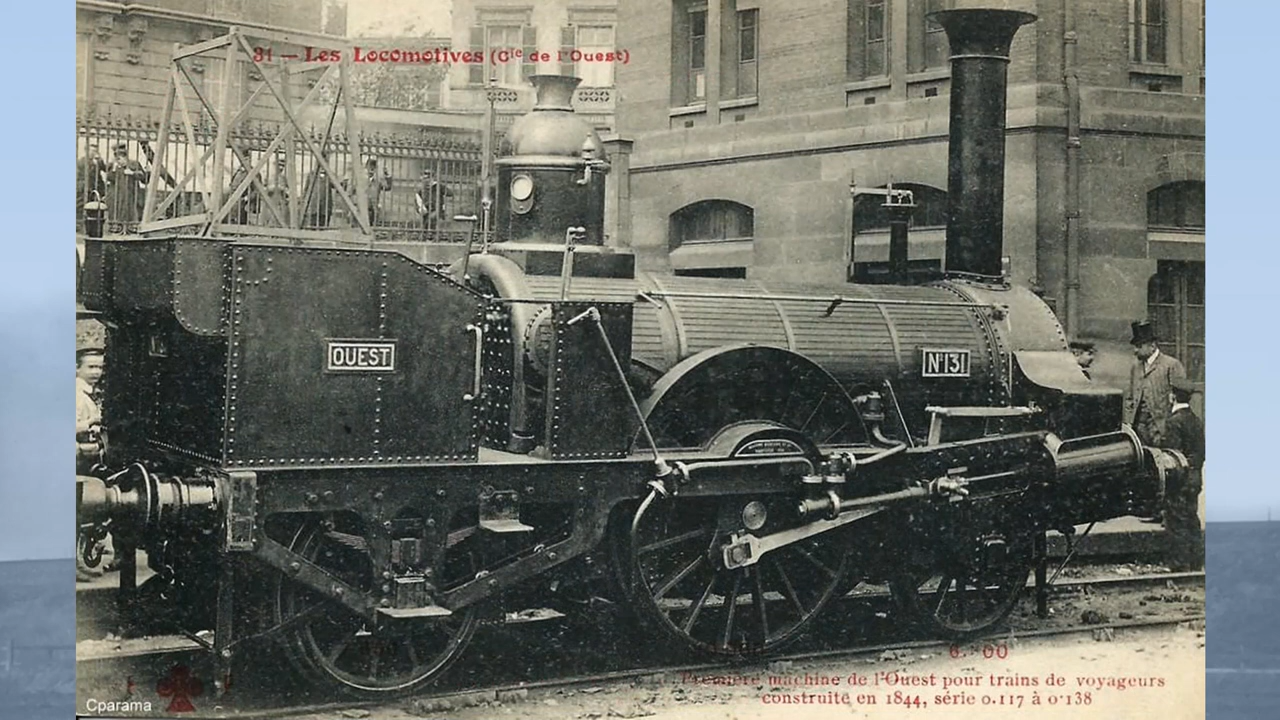 31 — Les Locomotives (Cie de l'Ouest)
OUEST
N°131
6.500
Première machine de l'Ouest pour trains de voyageurs
construite en 1844, série 0.117 à 0.138
Cparama